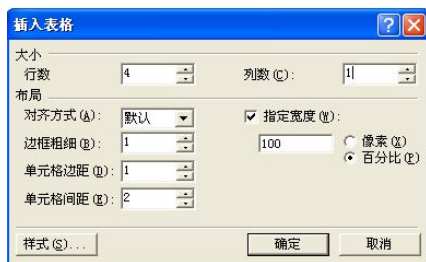 插入表格
大小
行数 4 列数(C): 1
布局
对齐方式(A): 默认 指定宽度(W):
边框粗细(B): 1 100 像素(X)
百分比(P)
单元格边距(D): 1
单元格间距(E): 2
样式(S)... 确定 取消